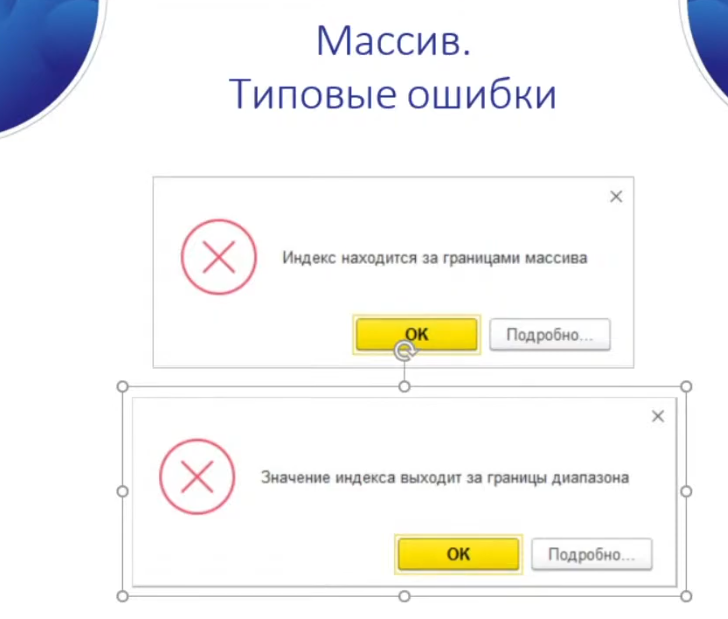 Массив.
Типовые ошибки
Индекс находится за границами массива
OK
Подробно...
Значение индекса выходит за границы диапазона
OK
Подробно...